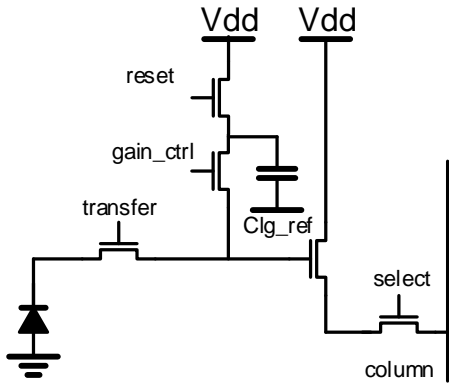 Vdd Vdd
reset
gain_ctrl
transfer
Clg_ref
select
column